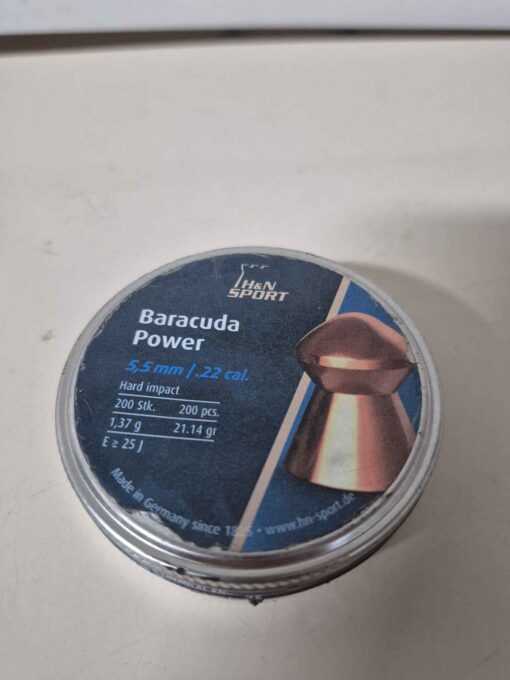 H&N
SPORT
Baracuda
Power
5,5 mm / .22 cal.
Hard impact
200 Stk. 200 pcs.
1,37 g 21.14 gr
E ≥ 25 J
Made in Germany since 1825 • www.hn-sport.de